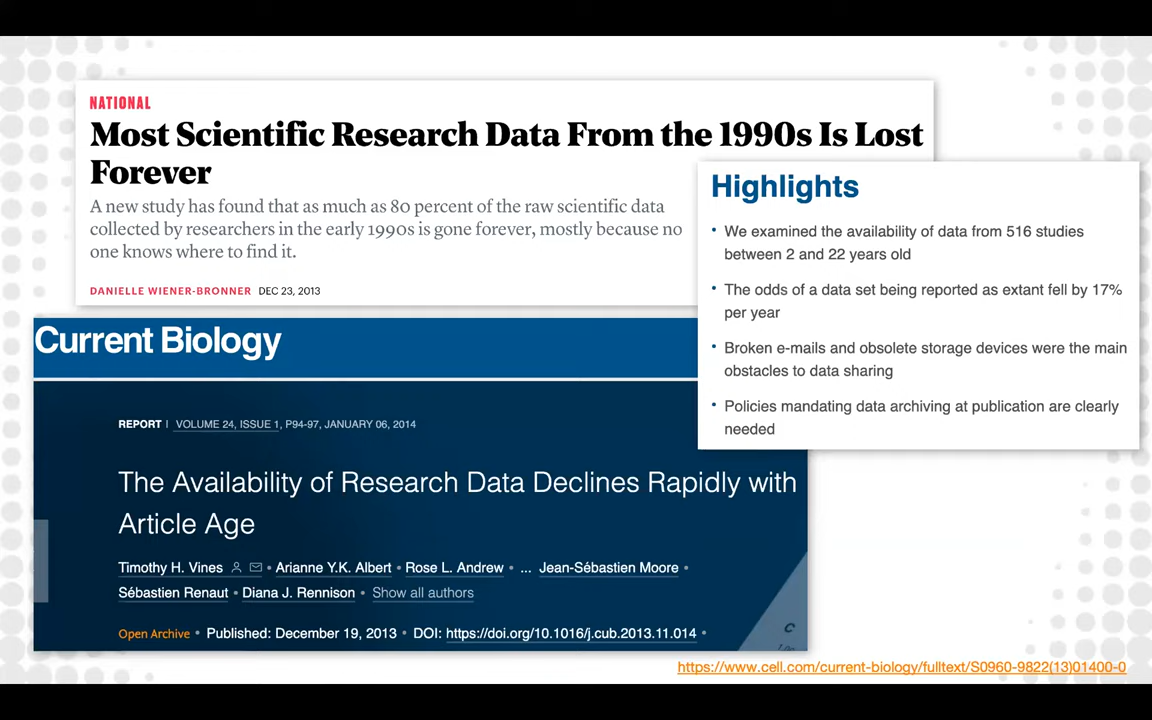 NATIONAL
Most Scientific Research Data From the 1990s Is Lost
Forever
A new study has found that as much as 80 percent of the raw scientific data
collected by researchers in the early 1990s is gone forever, mostly because no
one knows where to find it.
DANIELLE WIENER-BRONNER DEC 23, 2013
Highlights
• We examined the availability of data from 516 studies
between 2 and 22 years old
• The odds of a data set being reported as extant fell by 17%
per year
• Broken e-mails and obsolete storage devices were the main
obstacles to data sharing
• Policies mandating data archiving at publication are clearly
needed
Current Biology
REPORT | VOLUME 24, ISSUE 1, P94-97, JANUARY 06, 2014
The Availability of Research Data Declines Rapidly with
Article Age
Timothy H. Vines • Arianne Y.K. Albert • Rose L. Andrew • ... Jean-Sébastien Moore •
Sébastien Renaut • Diana J. Rennison • Show all authors
Open Archive • Published: December 19, 2013 • DOI: https://doi.org/10.1016/j.cub.2013.11.014 •
https://www.cell.com/current-biology/fulltext/S0960-9822(13)01400-0